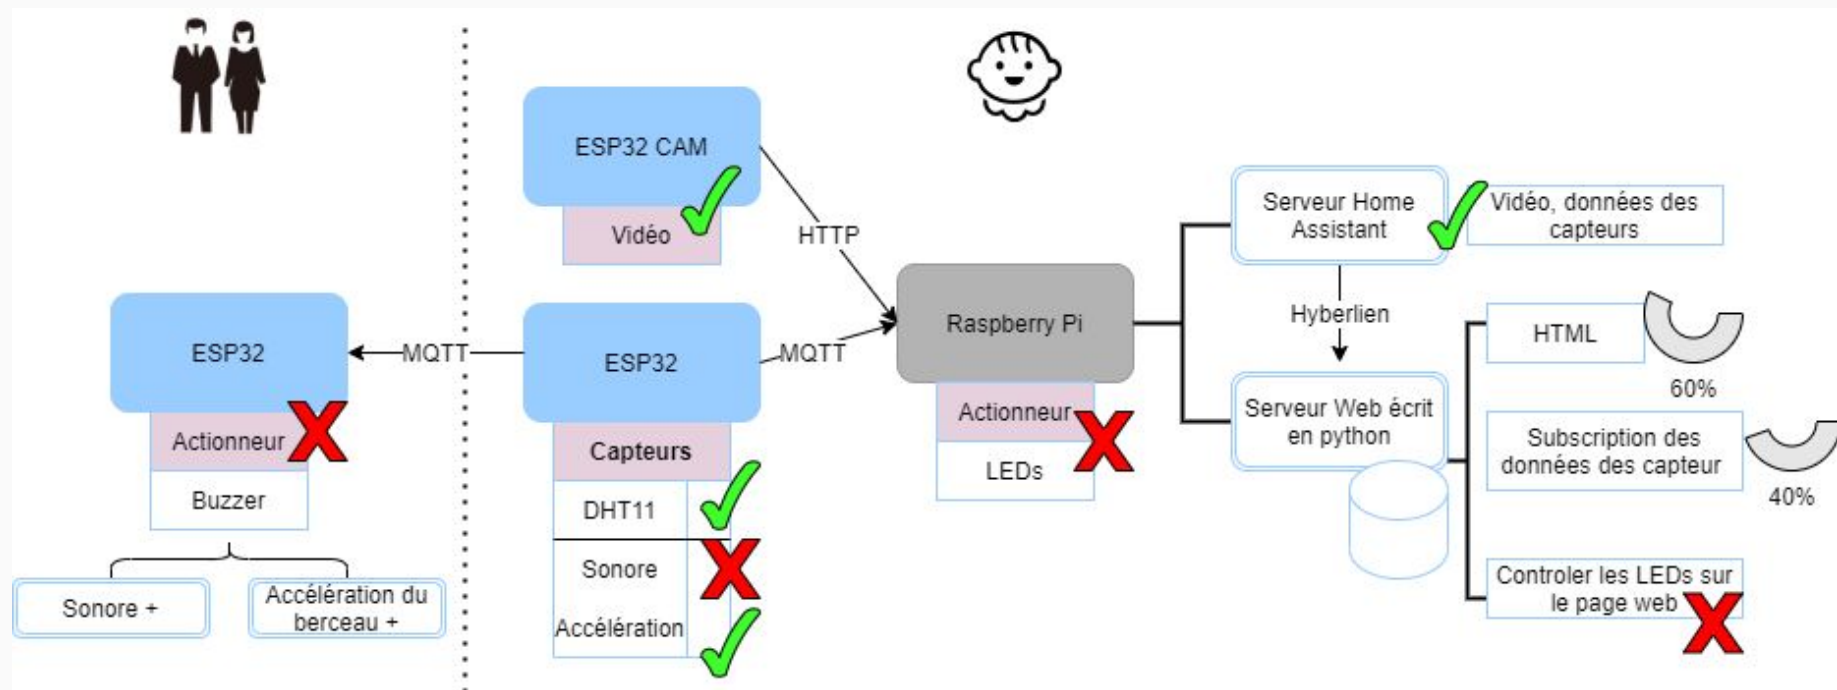 ESP32 CAM
Vidéo
HTTP
ESP32
Actionneur
Buzzer
Sonore +
Accélération du
berceau +
MQTT
ESP32
Capteurs
DHT11
Sonore
Accélération
MQTT
Raspberry Pi
Actionneur
LEDs
Serveur Home
Assistant
Vidéo, données des
capteurs
Hyberlien
Serveur Web écrit
en python
HTML
60%
Subscription des
données des capteur
40%
Controler les LEDs sur
le page web